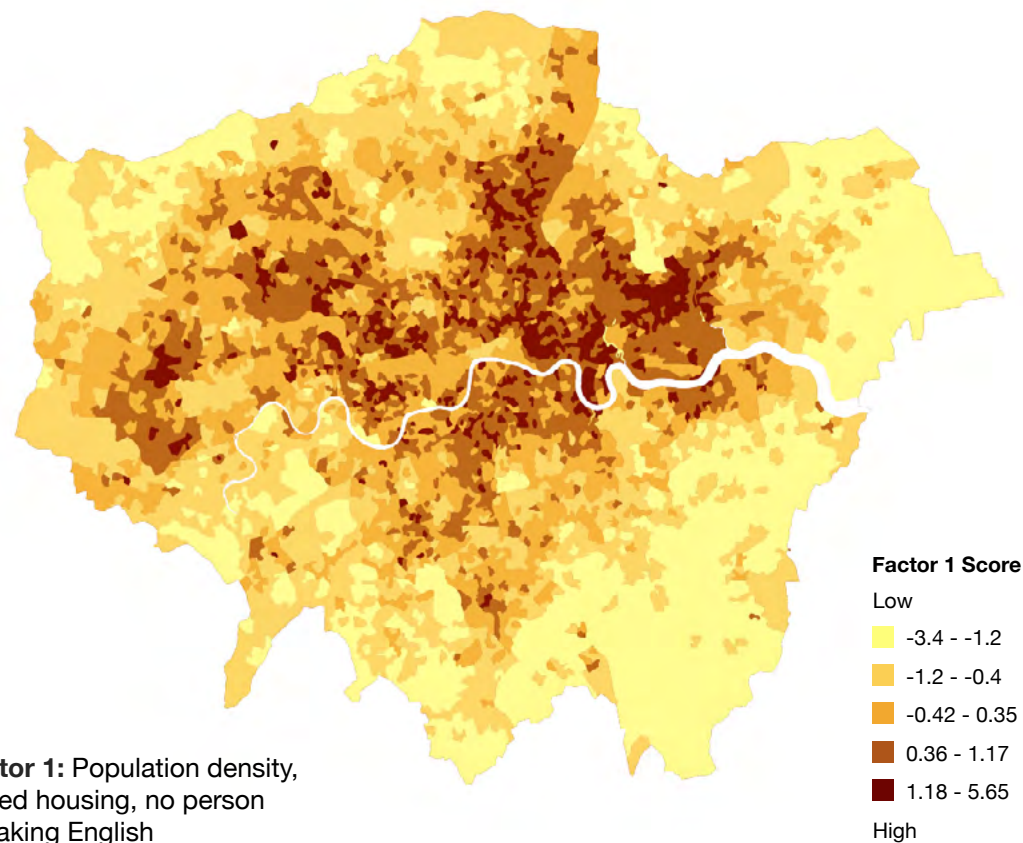 Factor 1 Score
Low
-3.4 - -1.2
-1.2 - -0.4
-0.42 - 0.35
0.36 - 1.17
1.18 - 5.65
High
tor 1: Population density,
ed housing, no person
aking English